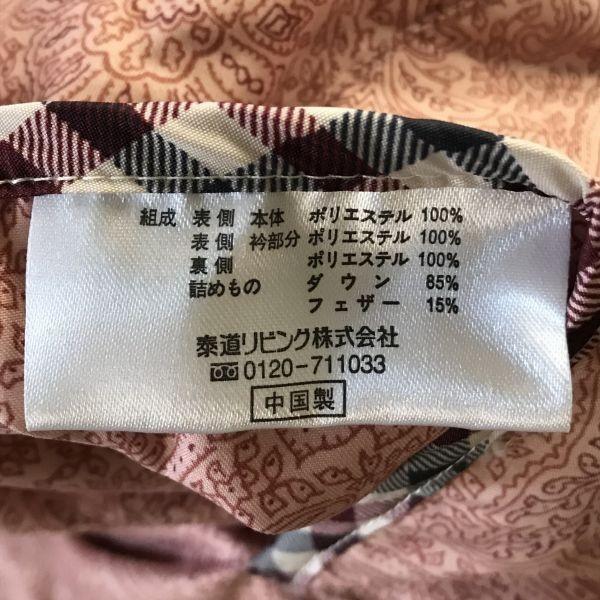 組成 表側 本体 ポリエステル 100%
表側 衿部分 ポリエステル 100%
裏側 ポリエステル 100%
詰めもの ダウン 85%
フェザー 15%
泰道リビング株式会社
0120-711033
中国製